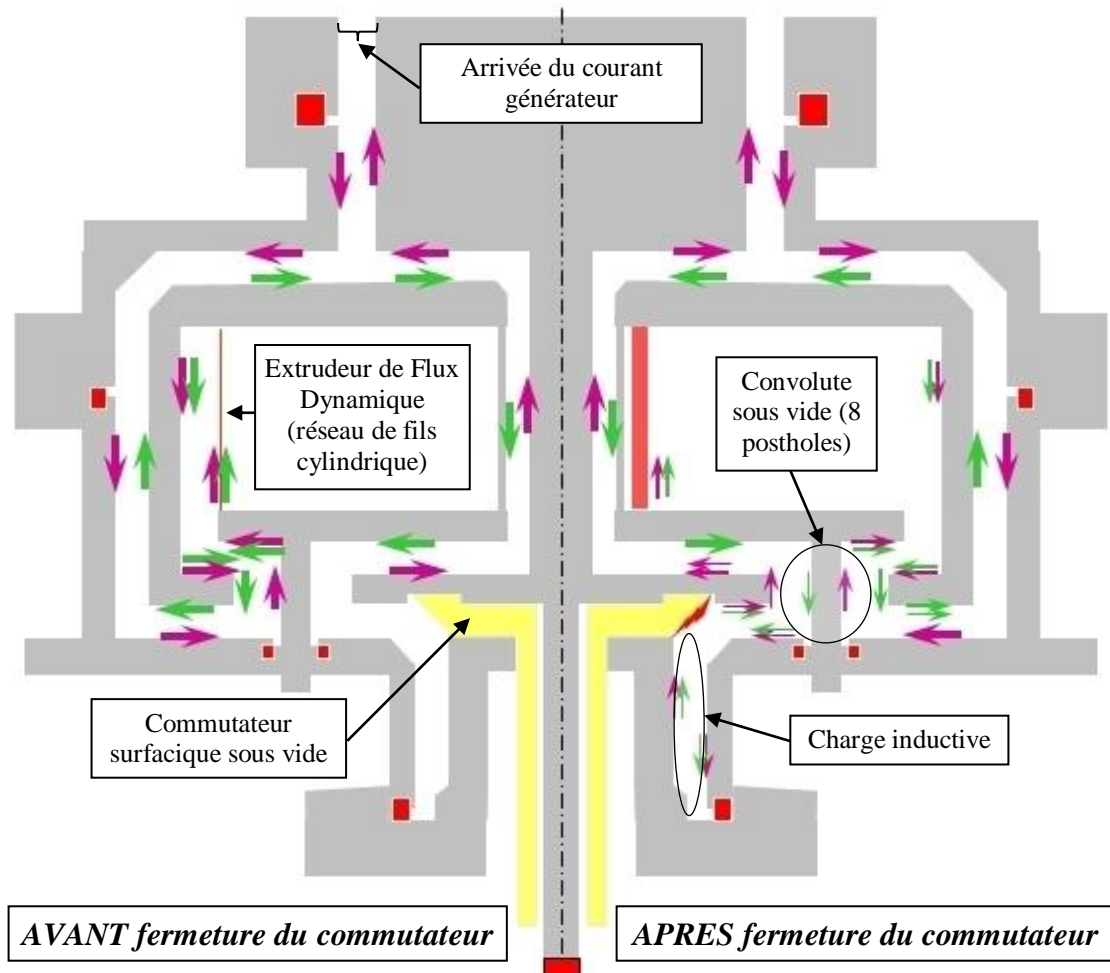 Arrivée du courant
générateur
Extrudeur de Flux
Dynamique
(réseau de fils
cylindrique)
Convolute
sous vide (8
postholes)
Commutateur
surfacique sous vide
Charge inductive
AVANT fermeture du commutateur
APRES fermeture du commutateur